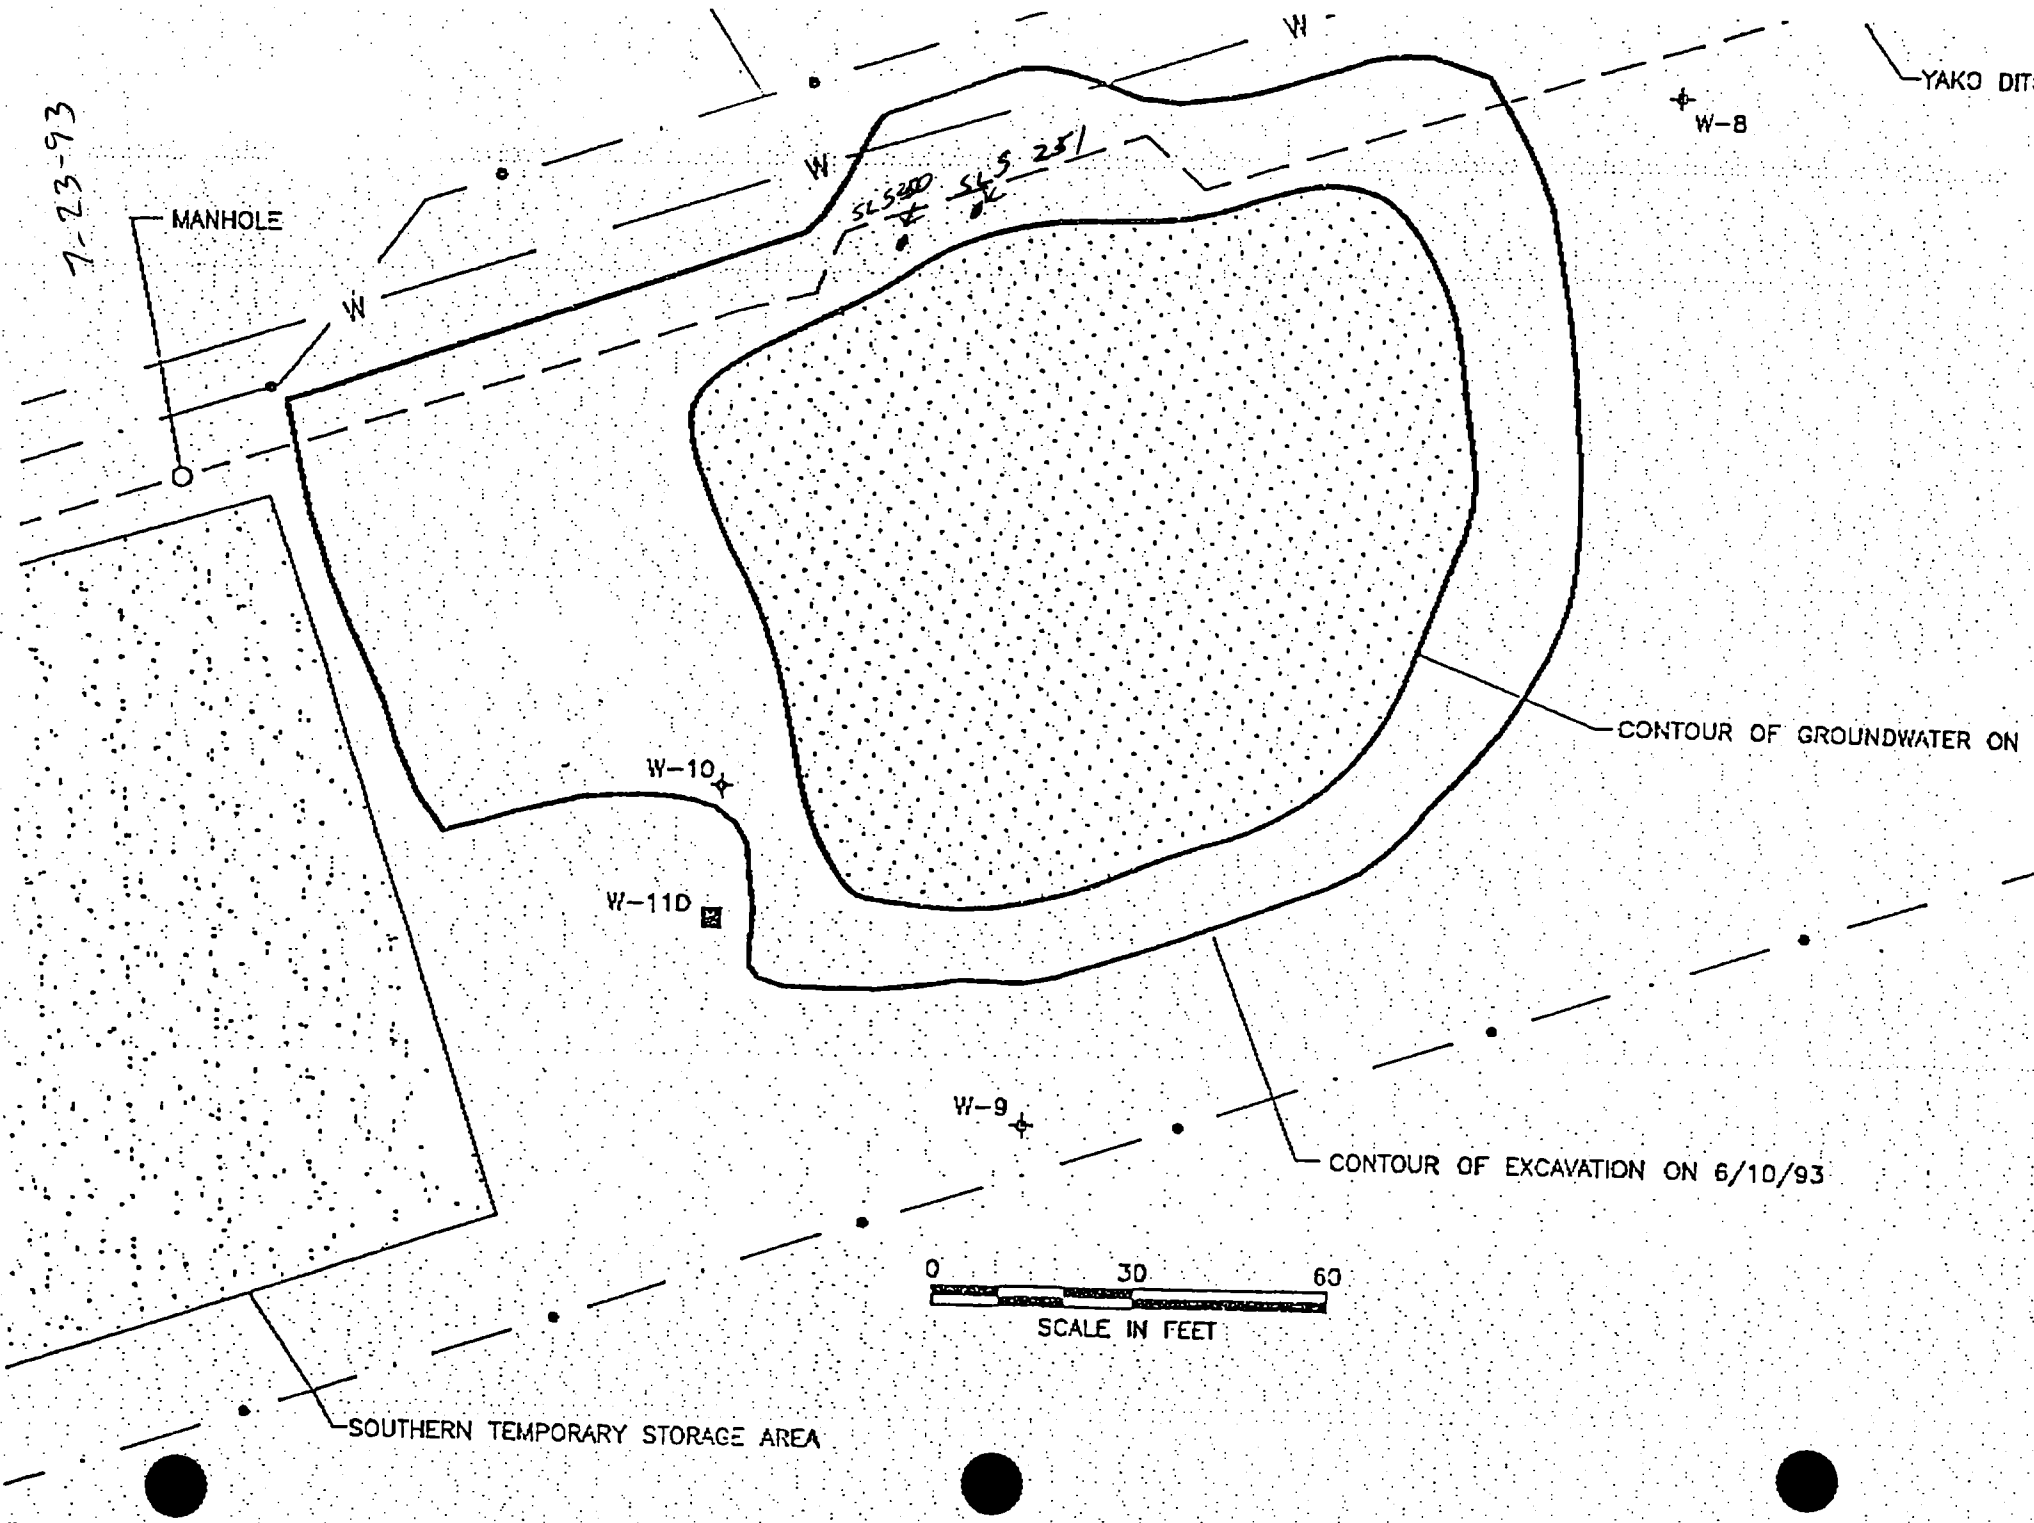 W
YAKO DIT
W-8
7-23-93
SLS 251
SLS250
W
MANHOLE
W
CONTOUR OF GROUNDWATER ON
W-10
W-11D
W-9
CONTOUR OF EXCAVATION ON 6/10/93
0 30 60
SCALE IN FEET
SOUTHERN TEMPORARY STORAGE AREA